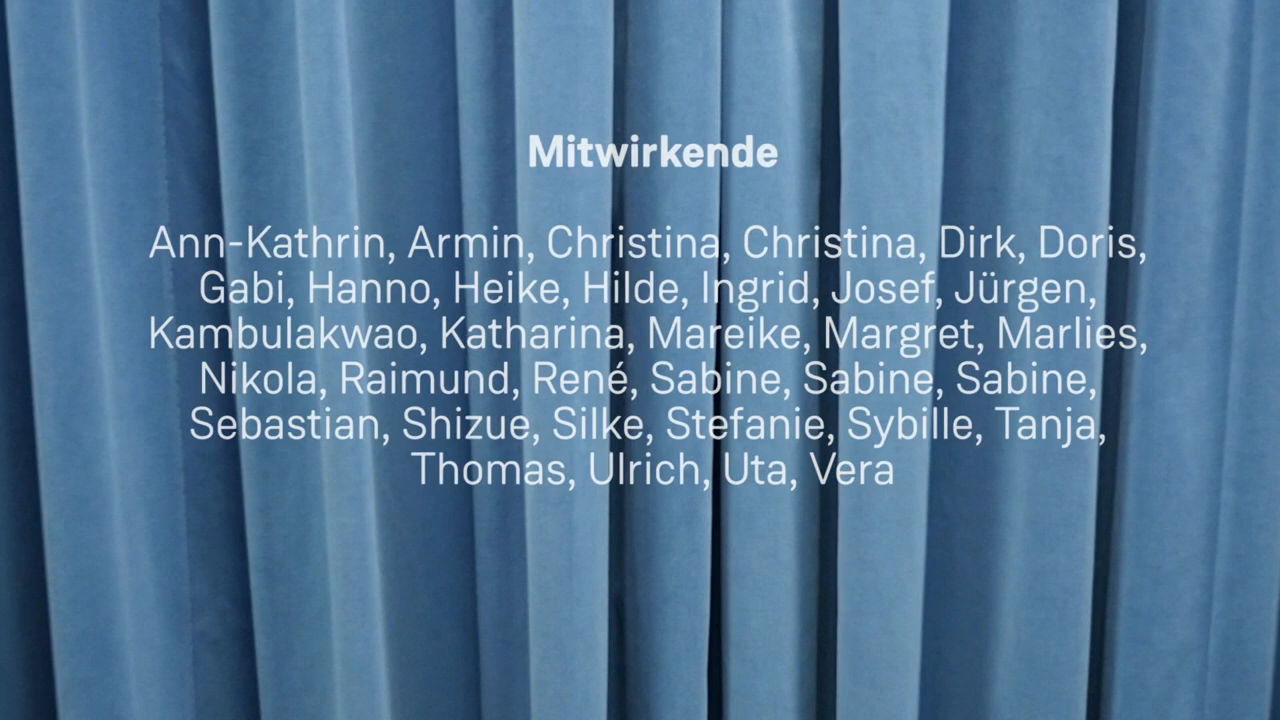 Mitwirkende
Ann-Kathrin, Armin, Christina, Christina, Dirk, Doris,
Gabi, Hanno, Heike, Hilde, Ingrid, Josef, Jürgen,
Kambulakwao, Katharina, Mareike, Margret, Marlies,
Nikola, Raimund, René, Sabine, Sabine, Sabine,
Sebastian, Shizue, Silke, Stefanie, Sybille, Tanja,
Thomas, Ulrich, Uta, Vera